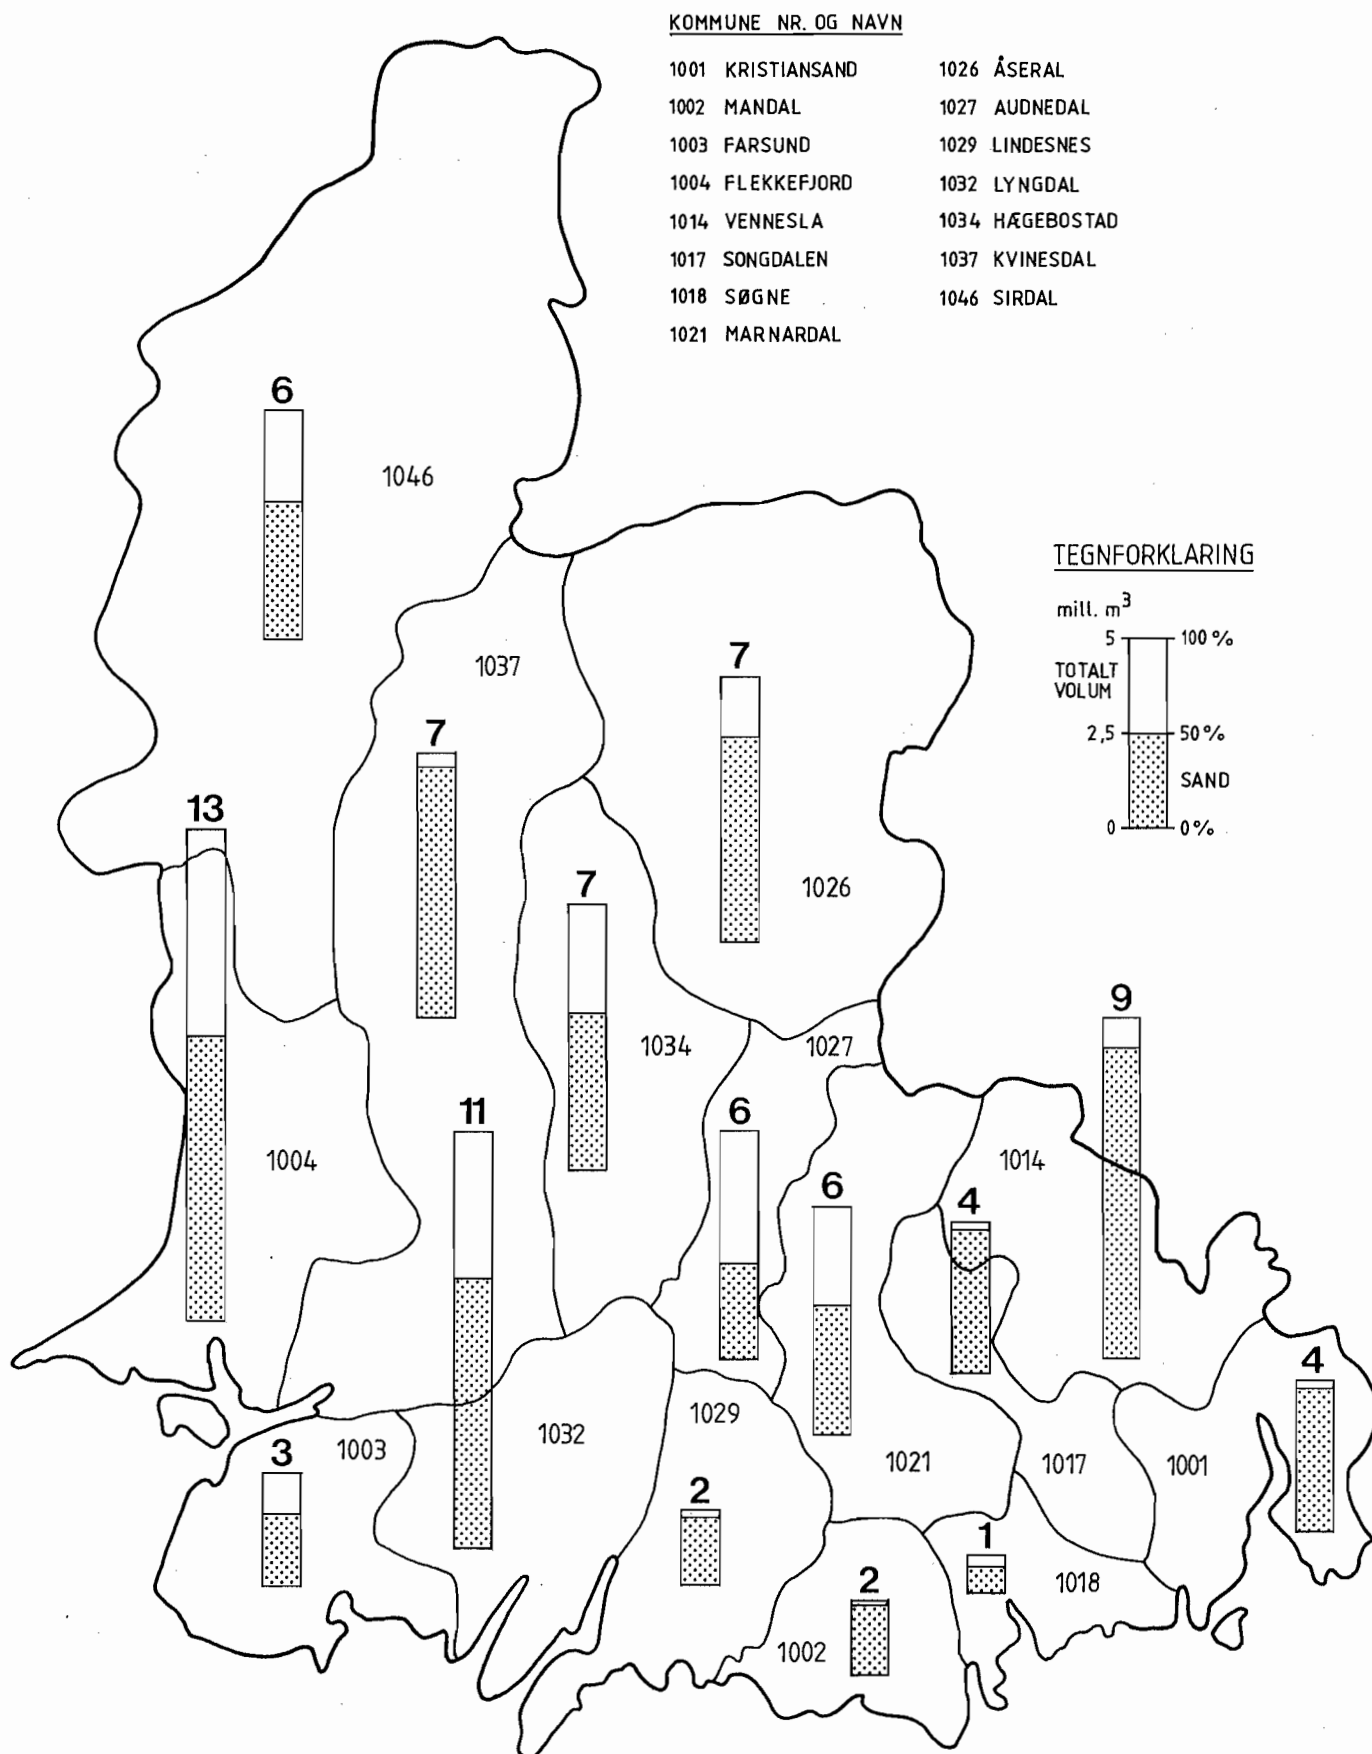 KOMMUNE NR. OG NAVN
1001 KRISTIANSAND
1002 MANDAL
1003 FARSUND
1004 FLEKKEFJORD
1014 VENNESLA
1017 SONGDALEN
1018 SØGNE
1021 MARNARDAL
1026 ÅSERAL
1027 AUDNEDAL
1029 LINDESNES
1032 LYNGDAL
1034 HÆGEBOSTAD
1037 KVINESDAL
1046 SIRDAL
6
1046
TEGNFORKLARING
mill. m³
5 100 %
TOTALT
VOLUM
2,5 50 %
SAND
0 0 %
1037
7
7
13
7
1026
9
1034
1027
11
6
1004
1014
6
4
4
1029
1032
1003
1021
1017
1001
3
2
1
2
1018
1002